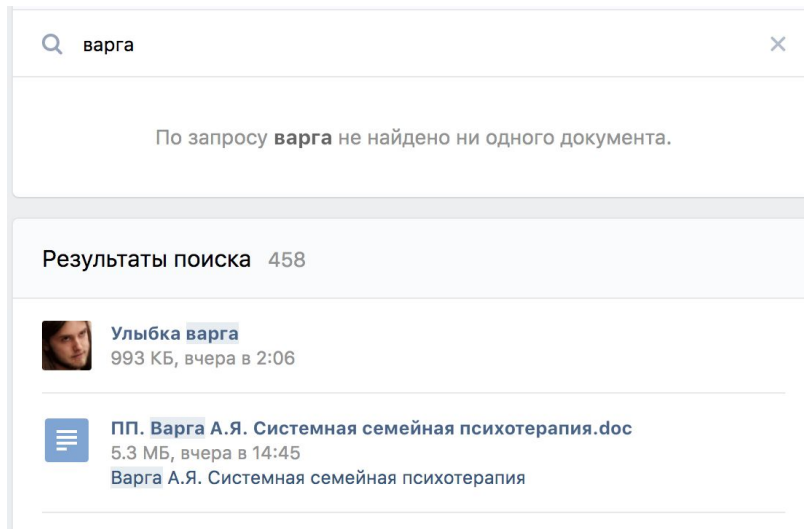 варга
По запросу варга не найдено ни одного документа.
Результаты поиска 458
Улыбка варга
993 КБ, вчера в 2:06
ПП. Варга А.Я. Системная семейная психотерапия.doc
5.3 МБ, вчера в 14:45
Варга А.Я. Системная семейная психотерапия